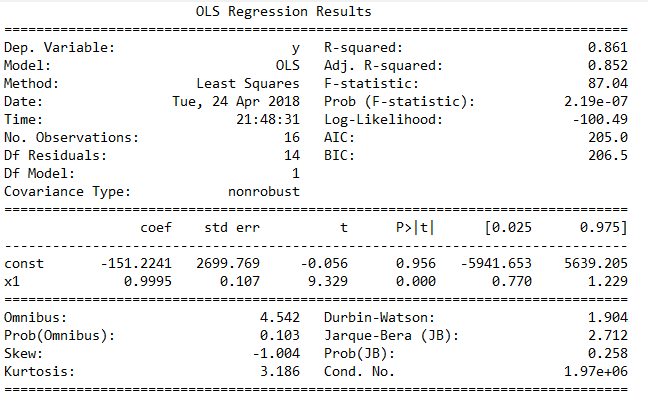 OLS Regression Results
==============================================================================
Dep. Variable:                      y   R-squared:                       0.861
Model:                            OLS   Adj. R-squared:                  0.852
Method:                 Least Squares   F-statistic:                     87.04
Date:                Tue, 24 Apr 2018   Prob (F-statistic):           2.19e-07
Time:                        21:48:31   Log-Likelihood:                -100.49
No. Observations:                  16   AIC:                             205.0
Df Residuals:                      14   BIC:                             206.5
Df Model:                           1
Covariance Type:            nonrobust
==============================================================================
                 coef    std err          t      P>|t|      [0.025      0.975]
------------------------------------------------------------------------------
const       -151.2241   2699.769     -0.056      0.956   -5941.653    5639.205
x1             0.9995      0.107      9.329      0.000       0.770       1.229
==============================================================================
Omnibus:                        4.542   Durbin-Watson:                   1.904
Prob(Omnibus):                  0.103   Jarque-Bera (JB):                2.712
Skew:                          -1.004   Prob(JB):                        0.258
Kurtosis:                       3.186   Cond. No.                     1.97e+06
==============================================================================